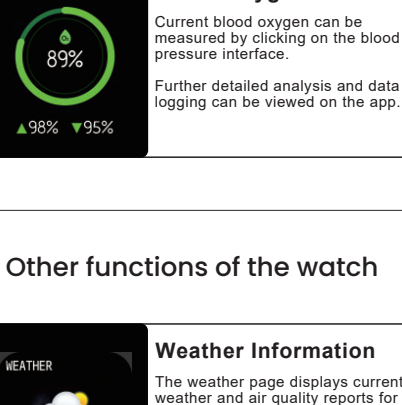 Current blood oxygen can be
measured by clicking on the blood
pressure interface.
Further detailed analysis and data
logging can be viewed on the app.
89%
▲98% ▼95%
Other functions of the watch
WEATHER
Weather Information
The weather page displays current
weather and air quality reports for